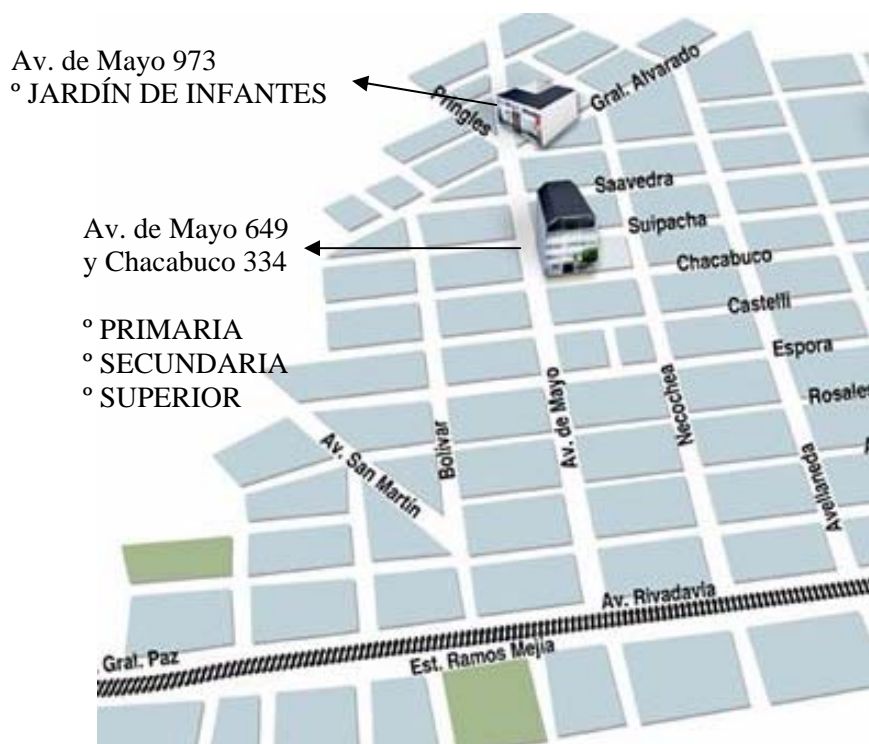 Av. de Mayo 973
º JARDÍN DE INFANTES
Av. de Mayo 649
y Chacabuco 334
º PRIMARIA
º SECUNDARIA
º SUPERIOR
Pringles
Gral. Alvarado
Saavedra
Suipacha
Chacabuco
Castelli
Espora
Rosales
Av. San Martín
Bolívar
Av. de Mayo
Necochea
Avellaneda
Av. Rivadavia
Gral. Paz
Est. Ramos Mejía